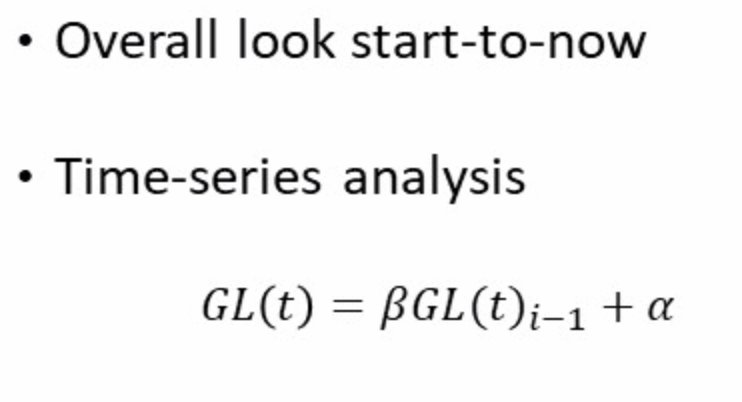 • Overall look start-to-now
• Time-series analysis
𝐺𝐿(𝑡) = 𝛽𝐺𝐿(𝑡)ᵢ₋₁ + 𝛼